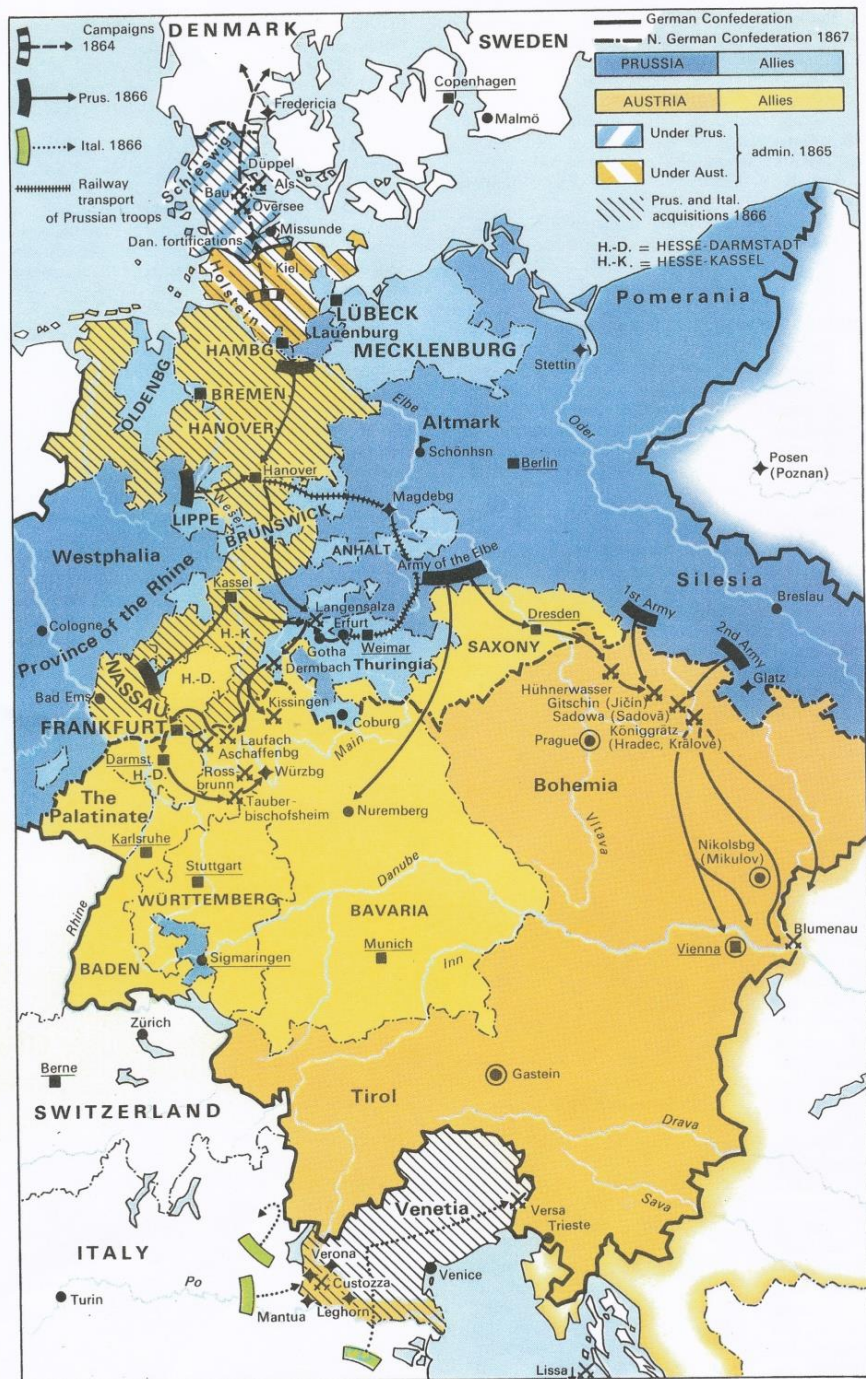 Campaigns
1864
Prus. 1866
Ital. 1866
Railway
transport
of Prussian troops
German Confederation
N. German Confederation 1867
PRUSSIA
Allies
AUSTRIA
Allies
Under Prus.
Under Aust.
admin. 1865
Prus. and Ital.
acquisitions 1866
H.-D. = HESSE-DARMSTADT
H.-K. = HESSE-KASSEL
DENMARK
SWEDEN
Copenhagen
Malmö
Fredericia
Schleswig
Düppel
Als
Bau
Oversee
Missunde
Dan. fortifications
Kiel
Holstein
LÜBECK
Lauenburg
HAMBG
MECKLENBURG
Pomerania
Stettin
OLDENBG
BREMEN
HANOVER
Elbe
Altmark
Oder
Schönhsn
Berlin
Posen
(Poznan)
Hanover
Magdebg
LIPPE
Weser
BRUNSWICK
Westphalia
ANHALT
Army of the Elbe
Silesia
Province of the Rhine
Kassel
Langensalza
1st Army
Breslau
Cologne
H.-K.
Erfurt
Dresden
2nd Army
Gotha
Weimar
SAXONY
Thuringia
Dermbach
Glatz
NASSAU
H.-D.
H.-D.
Bad Ems
Kissingen
Coburg
Hühnerwasser
Gitschin (Jičín)
Sadowa (Sadovā)
Königgrätz
(Hradec, Králové)
FRANKFURT
Laufach
Aschaffenbg
Main
Prague
Darmst.
H.-D.
Ross
brunn
Würzbg
Bohemia
The
Palatinate
Tauber-
bischofsheim
Nuremberg
Vltava
Karlsruhe
Nikolsbg
(Mikulov)
Stuttgart
Danube
WÜRTTEMBERG
BAVARIA
Rhine
Blumenau
Vienna
Sigmaringen
Munich
Inn
BADEN
Zürich
Berne
Gastein
SWITZERLAND
Tirol
Drava
Sava
Venetia
Versa
Trieste
ITALY
Verona
Po
Custozza
Venice
Turin
Mantua
Leghorn
Lissa